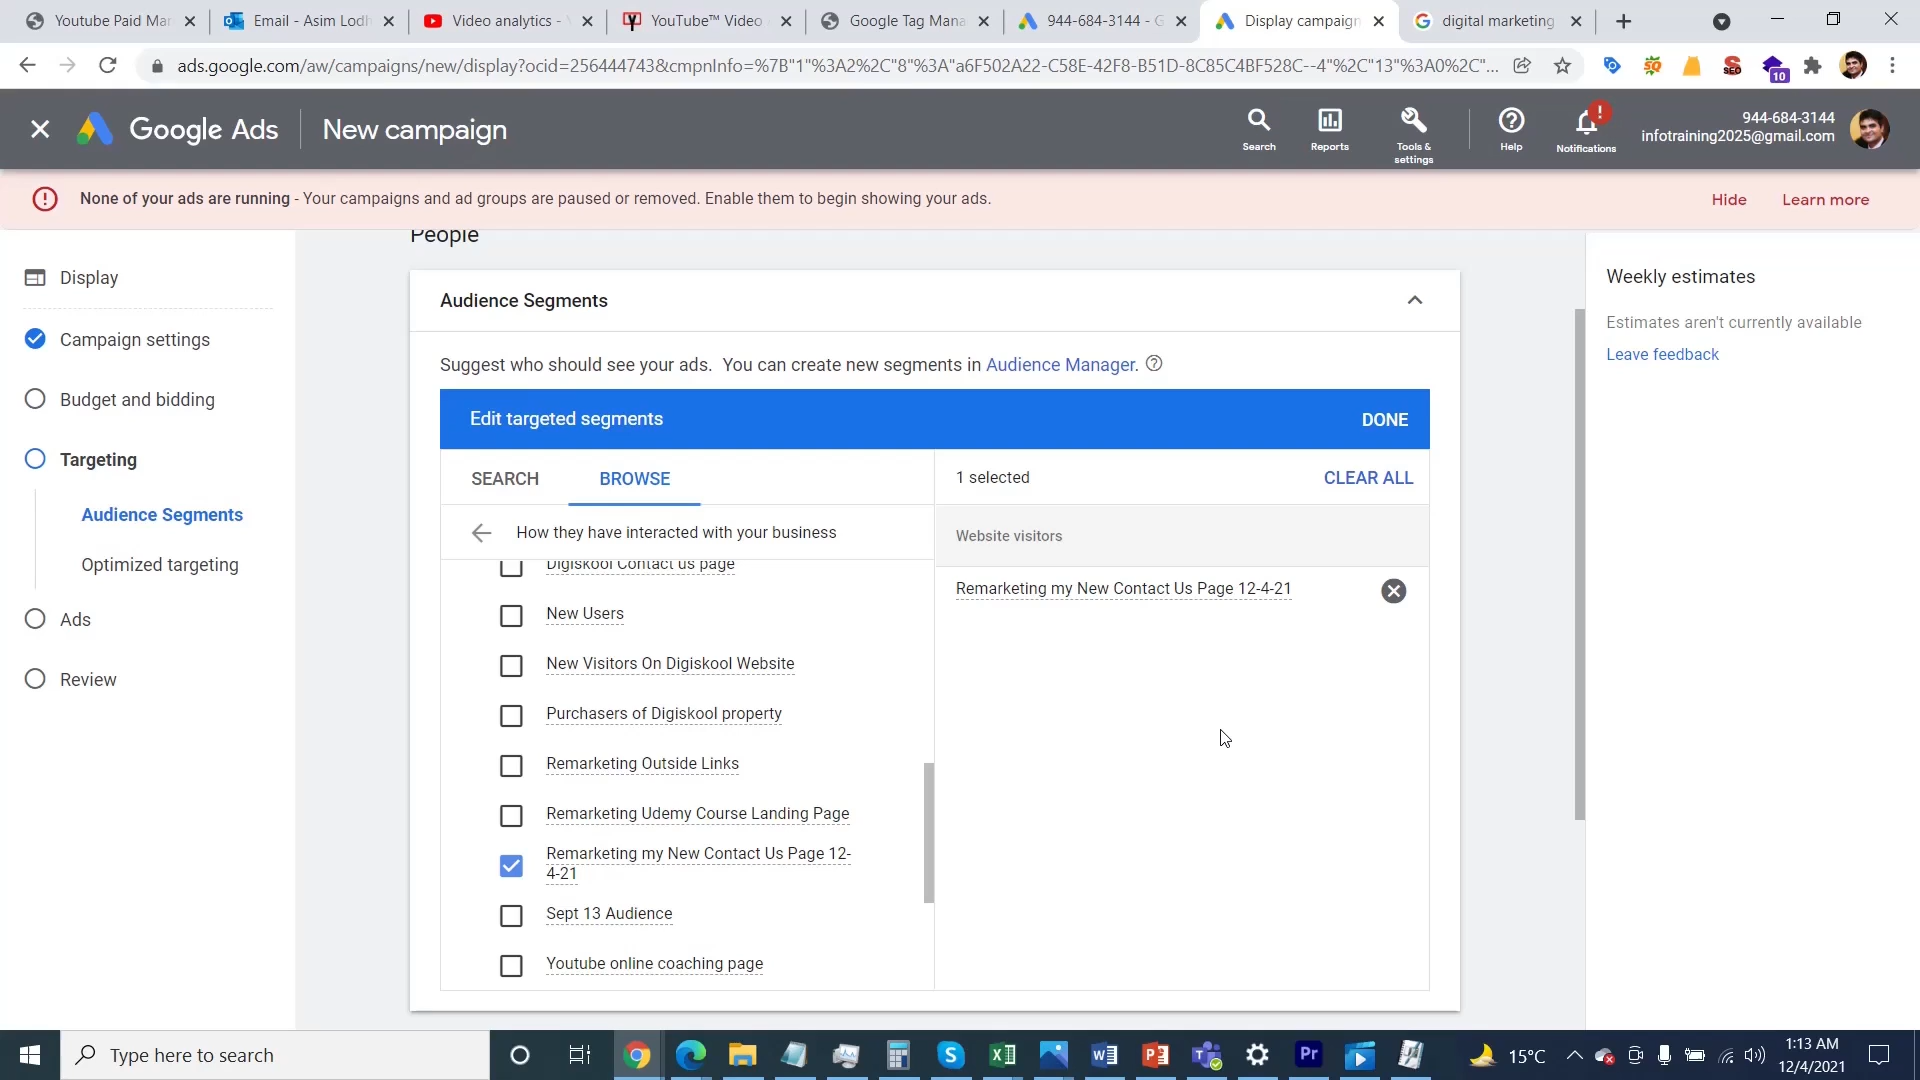 Youtube Paid Mar
Email - Asim Lodh
Video analytics -
YouTube™ Video
Google Tag Mana
944-684-3144 - G
Display campaign
digital marketing
ads.google.com/aw/campaigns/new/display?ocid=256444743&cmpnInfo=%7B"1"%3A2%2C"8"%3A"a6F502A22-C58E-42F8-B51D-8C85C4BF528C--4"%2C"13"%3A0%2C"...
SEO
10
Google Ads
New campaign
Search
Reports
Tools &
settings
Help
Notifications
944-684-3144
infotraining2025@gmail.com
None of your ads are running - Your campaigns and ad groups are paused or removed. Enable them to begin showing your ads.
Hide
Learn more
Display
Campaign settings
Budget and bidding
Targeting
Audience Segments
Optimized targeting
Ads
Review
People
Audience Segments
Suggest who should see your ads. You can create new segments in Audience Manager.
Edit targeted segments
DONE
SEARCH
BROWSE
How they have interacted with your business
Digiskool Contact us page
New Users
New Visitors On Digiskool Website
Purchasers of Digiskool property
Remarketing Outside Links
Remarketing Udemy Course Landing Page
Remarketing my New Contact Us Page 12-
4-21
Sept 13 Audience
Youtube online coaching page
1 selected
CLEAR ALL
Website visitors
Remarketing my New Contact Us Page 12-4-21
Weekly estimates
Estimates aren't currently available
Leave feedback
Type here to search
Pr
15°C
1:13 AM
12/4/2021